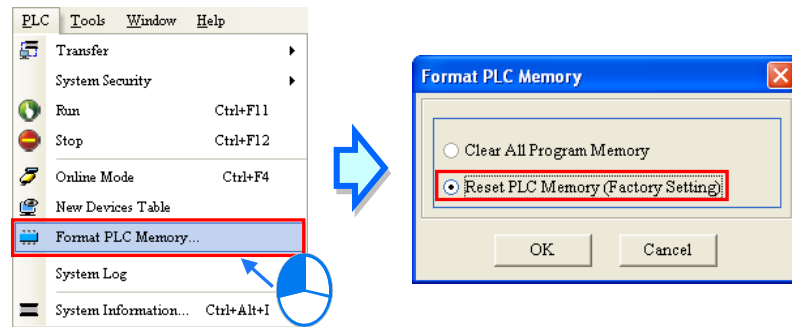 PLC Tools Window Help
Transfer
System Security
Run Ctrl+F11
Stop Ctrl+F12
Online Mode Ctrl+F4
New Devices Table
Format PLC Memory...
System Log
System Information... Ctrl+Alt+I
Format PLC Memory
Clear All Program Memory
Reset PLC Memory (Factory Setting)
OK Cancel